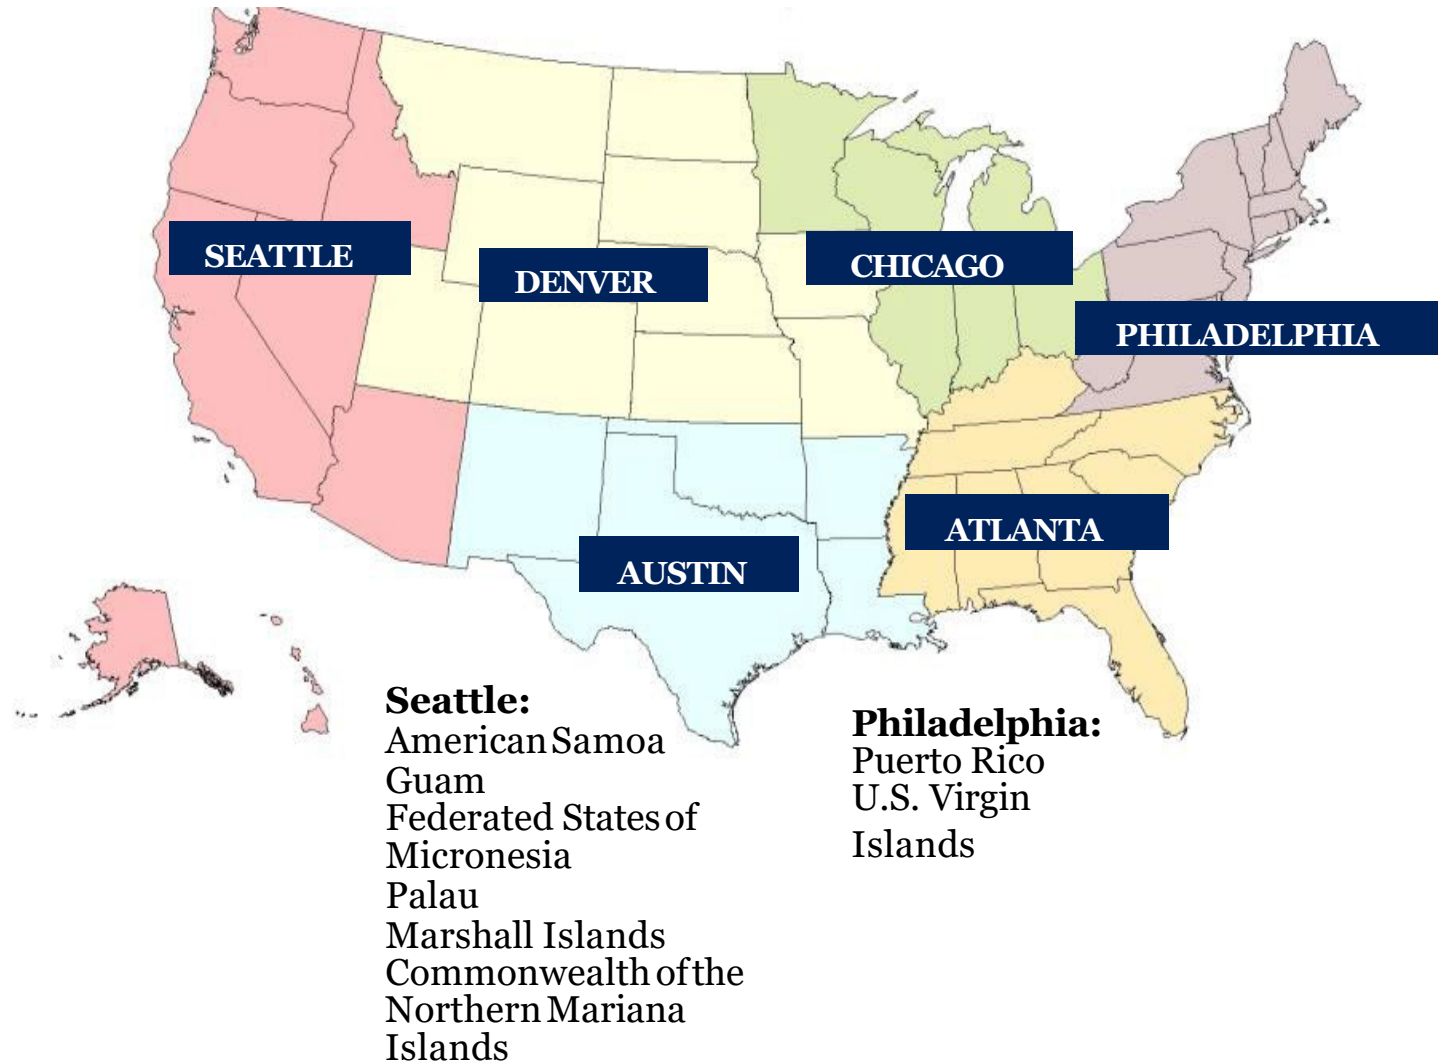 SEATTLE
DENVER
CHICAGO
PHILADELPHIA
ATLANTA
AUSTIN
Seattle:
American Samoa
Guam
Federated States of
Micronesia
Palau
Marshall Islands
Commonwealth of the
Northern Mariana
Islands
Philadelphia:
Puerto Rico
U.S. Virgin
Islands